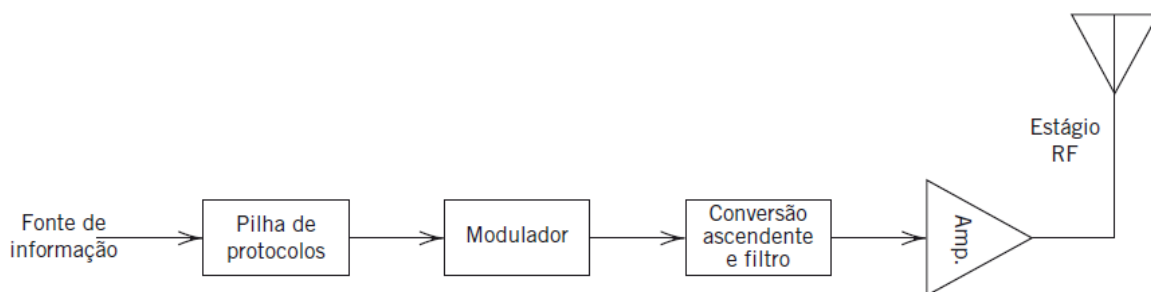 Fonte de
informação
Pilha de
protocolos
Modulador
Conversão
ascendente
e filtro
Amp.
Estágio
RF